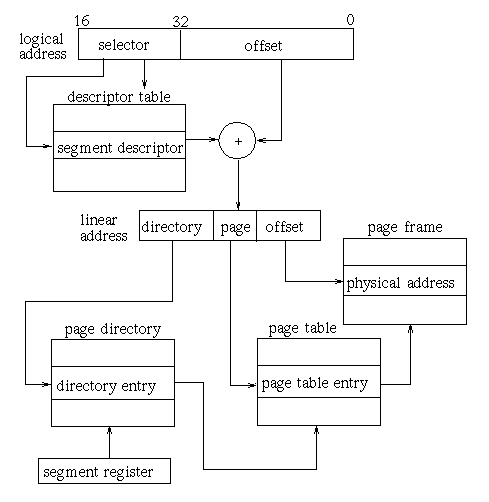 16 32 0
logical
address
selector offset
descriptor table
segment descriptor
+
linear
address
directory page offset
page frame
physical address
page directory
page table
directory entry
page table entry
segment register